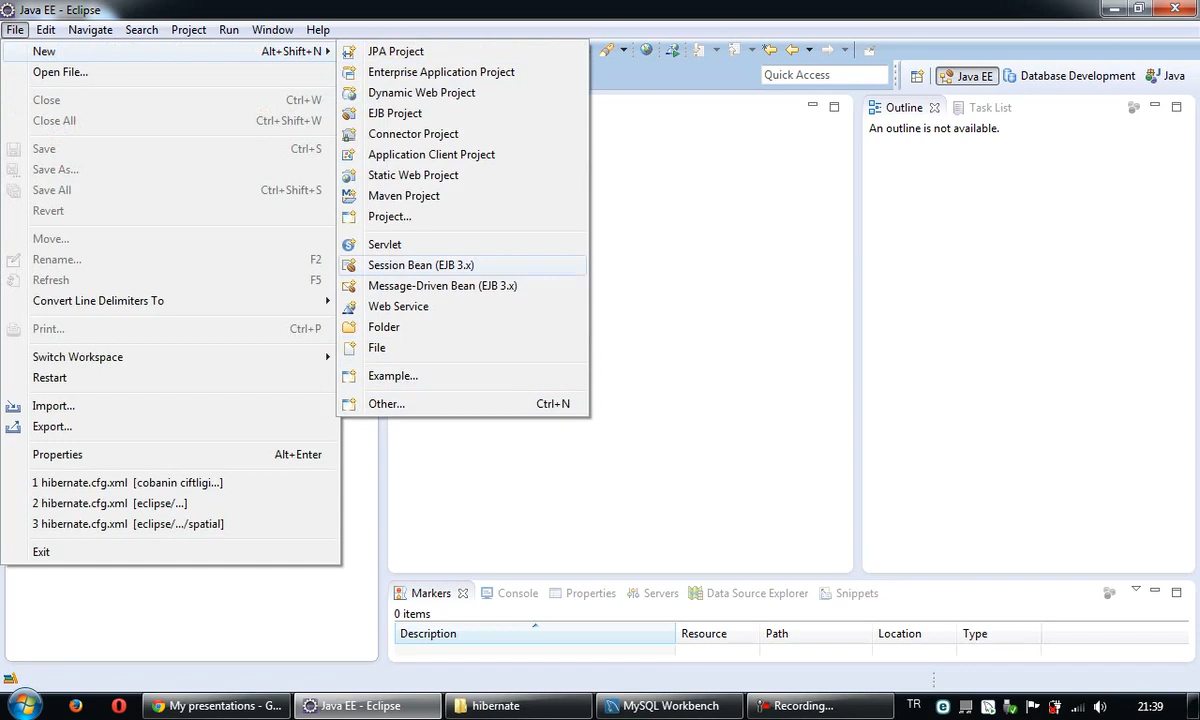 Java EE - Eclipse
File Edit Navigate Search Project Run Window Help
New Alt+Shift+N
Open File...
Close Ctrl+W
Close All Ctrl+Shift+W
Save Ctrl+S
Save As...
Save All Ctrl+Shift+S
Revert
Move...
Rename... F2
Refresh F5
Convert Line Delimiters To
Print... Ctrl+P
Switch Workspace
Restart
Import...
Export...
Properties Alt+Enter
1 hibernate.cfg.xml [cobanin ciftligi...]
2 hibernate.cfg.xml [eclipse/...]
3 hibernate.cfg.xml [eclipse/.../spatial]
Exit
JPA Project
Enterprise Application Project
Dynamic Web Project
EJB Project
Connector Project
Application Client Project
Static Web Project
Maven Project
Project...
Servlet
Session Bean (EJB 3.x)
Message-Driven Bean (EJB 3.x)
Web Service
Folder
File
Example...
Other... Ctrl+N
Quick Access
Java EE Database Development Java
Outline Task List
An outline is not available.
Markers Console Properties Servers Data Source Explorer Snippets
0 items
Description Resource Path Location Type
My presentations - G... Java EE - Eclipse hibernate MySQL Workbench Recording... TR 21:39